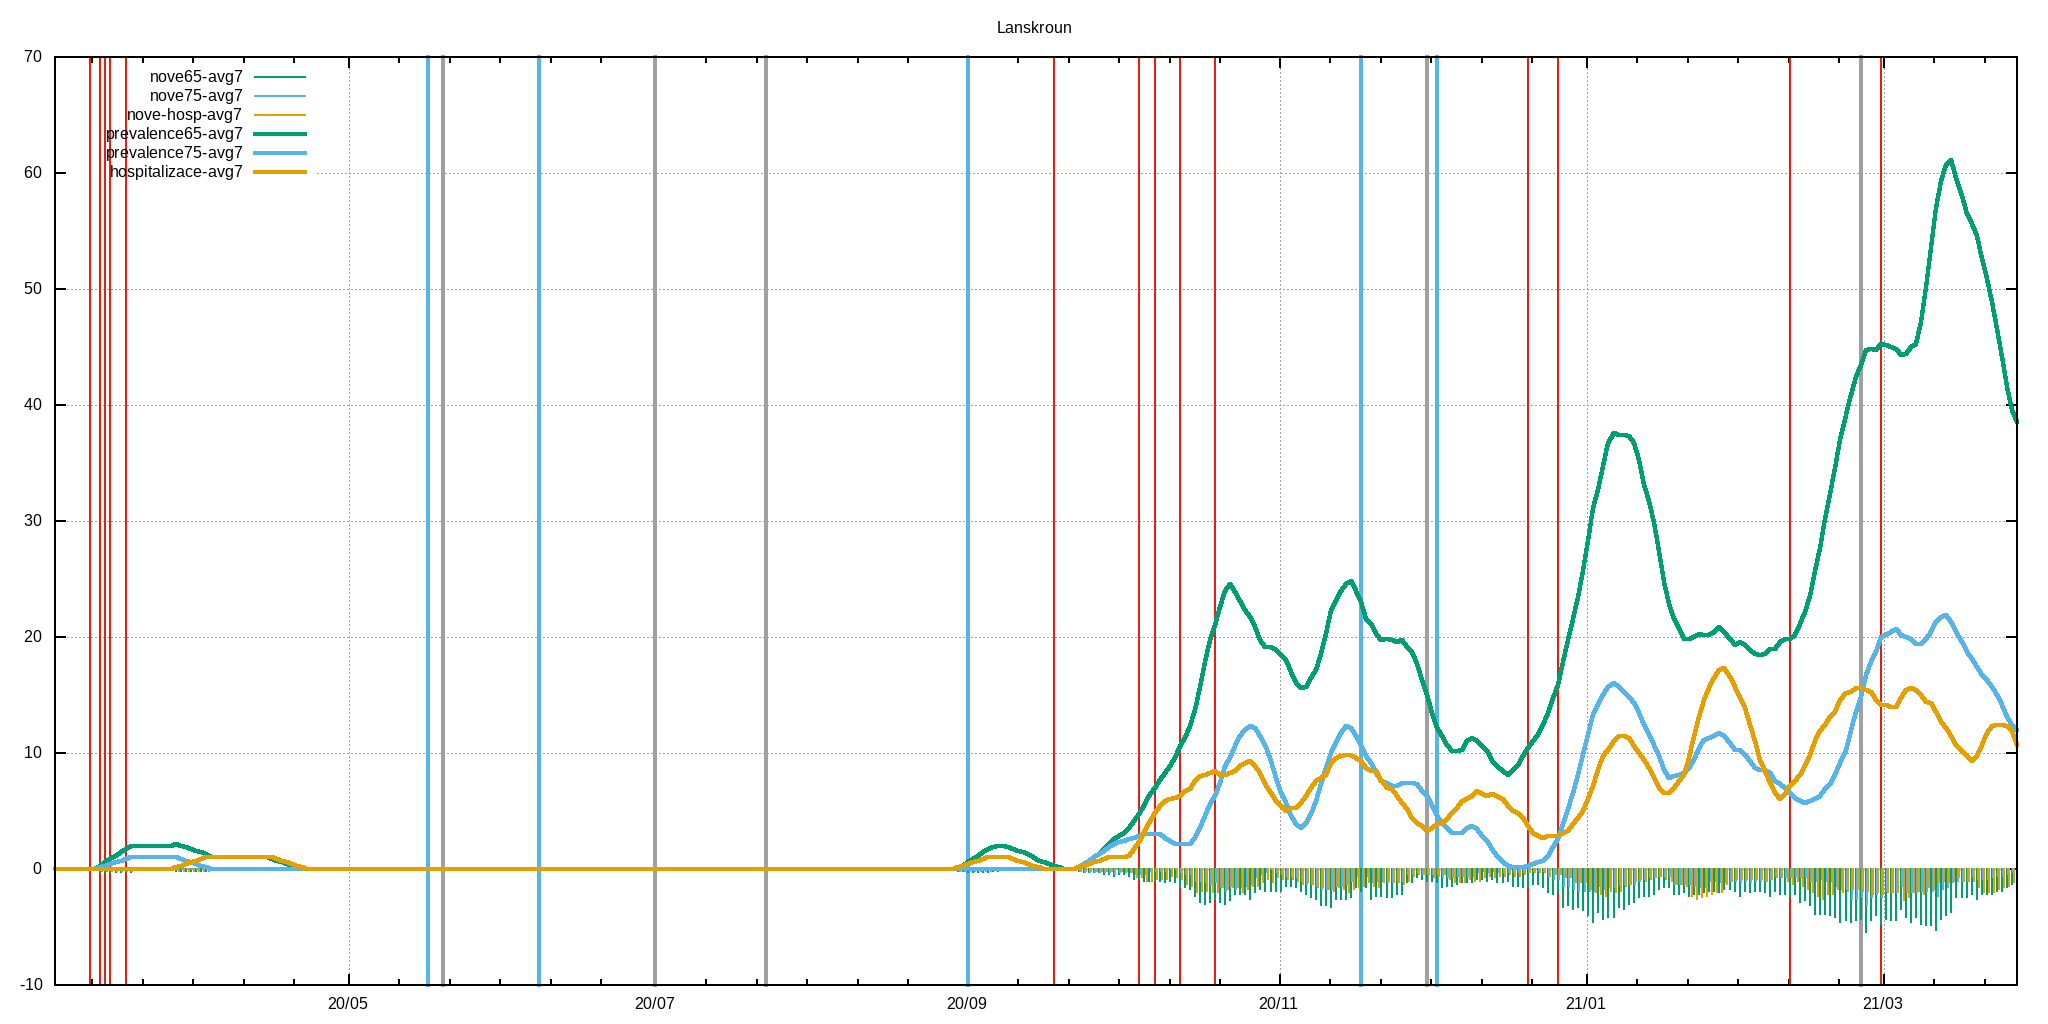 Lanskroun
70
60
50
40
30
20
10
0
-10
nove65-avg7
nove75-avg7
nove-hosp-avg7
prevalence65-avg7
prevalence75-avg7
hospitalizace-avg7
20/05 20/07 20/09 20/11 21/01 21/03